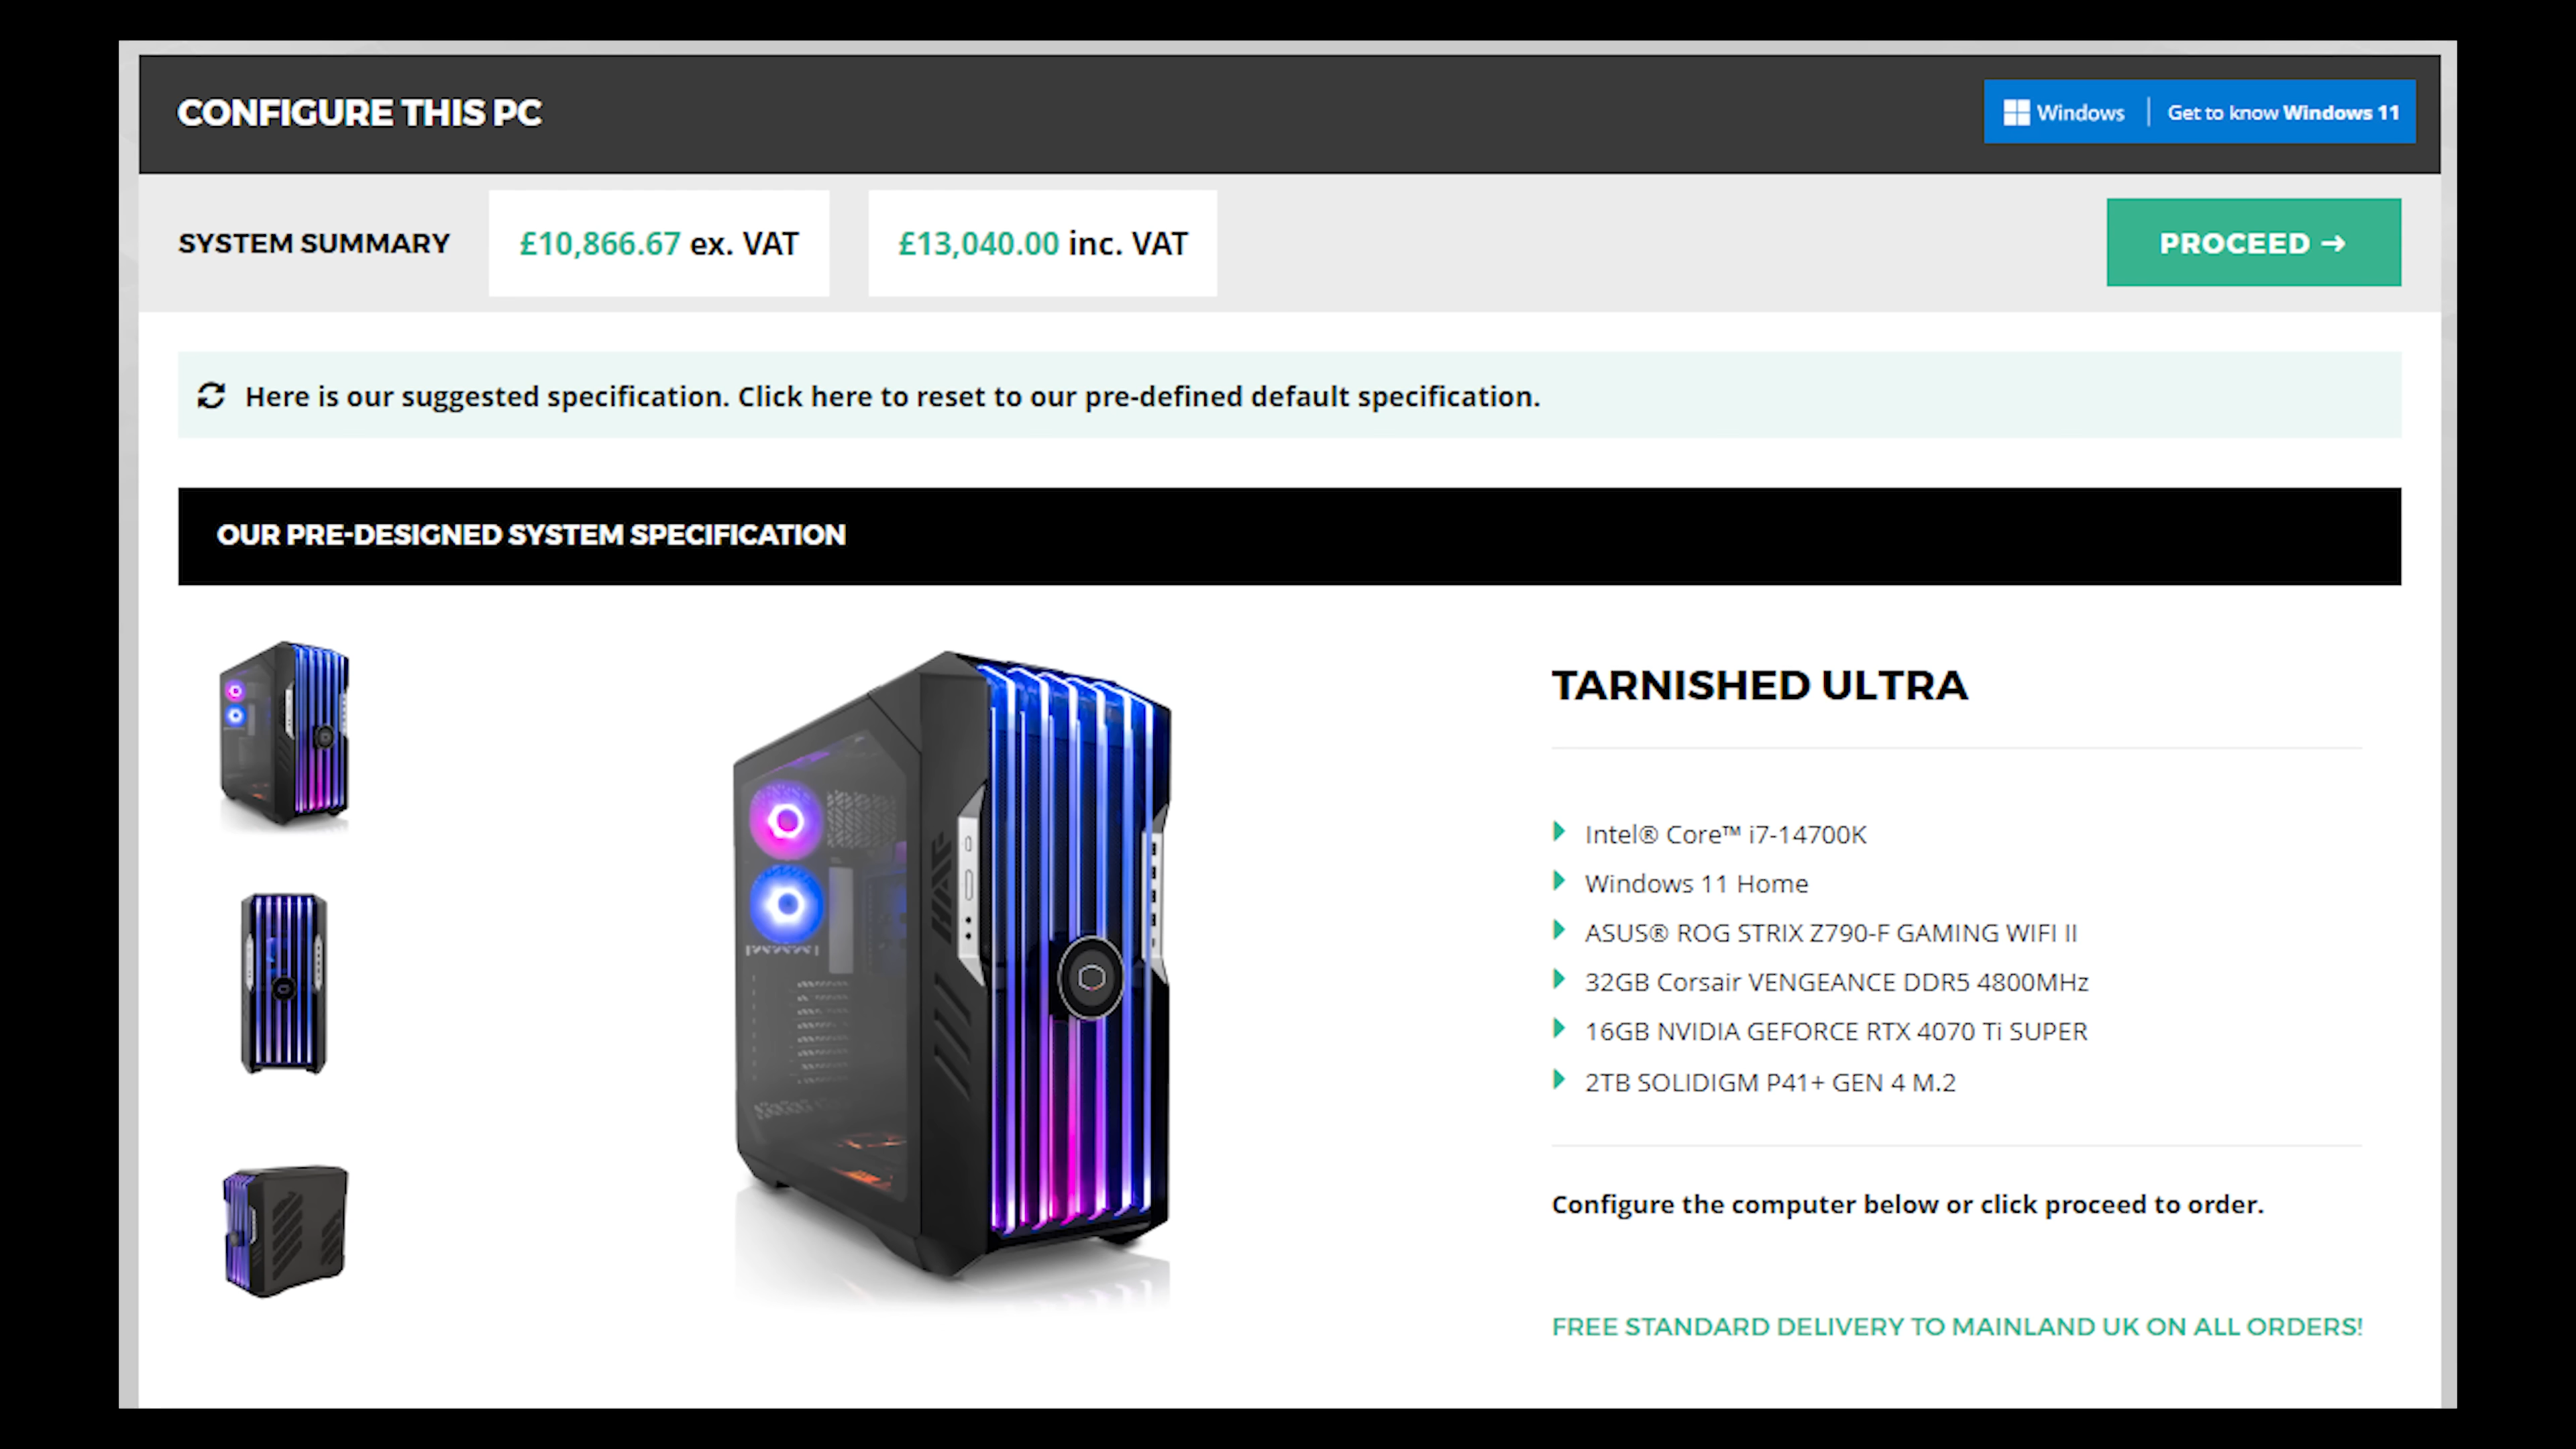 CONFIGURE THIS PC
Windows | Get to know Windows 11
SYSTEM SUMMARY
£10,866.67 ex. VAT
£13,040.00 inc. VAT
PROCEED →
Here is our suggested specification. Click here to reset to our pre-defined default specification.
OUR PRE-DESIGNED SYSTEM SPECIFICATION
HAF
TARNISHED ULTRA
Intel® Core™ i7-14700K
Windows 11 Home
ASUS® ROG STRIX Z790-F GAMING WIFI II
32GB Corsair VENGEANCE DDR5 4800MHz
16GB NVIDIA GEFORCE RTX 4070 Ti SUPER
2TB SOLIDIGM P41+ GEN 4 M.2
Configure the computer below or click proceed to order.
FREE STANDARD DELIVERY TO MAINLAND UK ON ALL ORDERS!